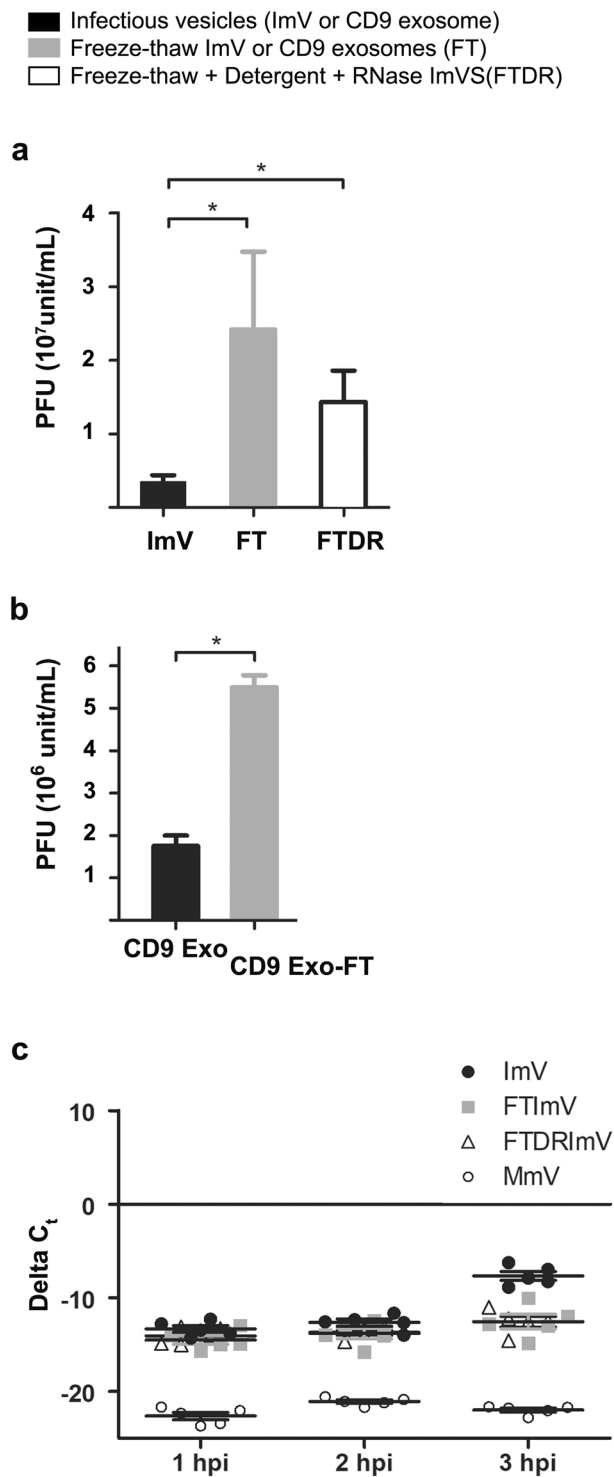 Infectious vesicles (ImV or CD9 exosome)
Freeze-thaw ImV or CD9 exosomes (FT)
Freeze-thaw + Detergent + RNase ImVS(FTDR)
a
*
*
PFU (10⁷unit/mL)
4
3
2
1
ImV FT FTDR
b
*
PFU (10⁶ unit/mL)
6
5
4
3
2
1
CD9 Exo
CD9 Exo-FT
c
ImV
FTImV
FTDRImV
MmV
Delta Cₜ
10
0
-10
-20
1 hpi 2 hpi 3 hpi